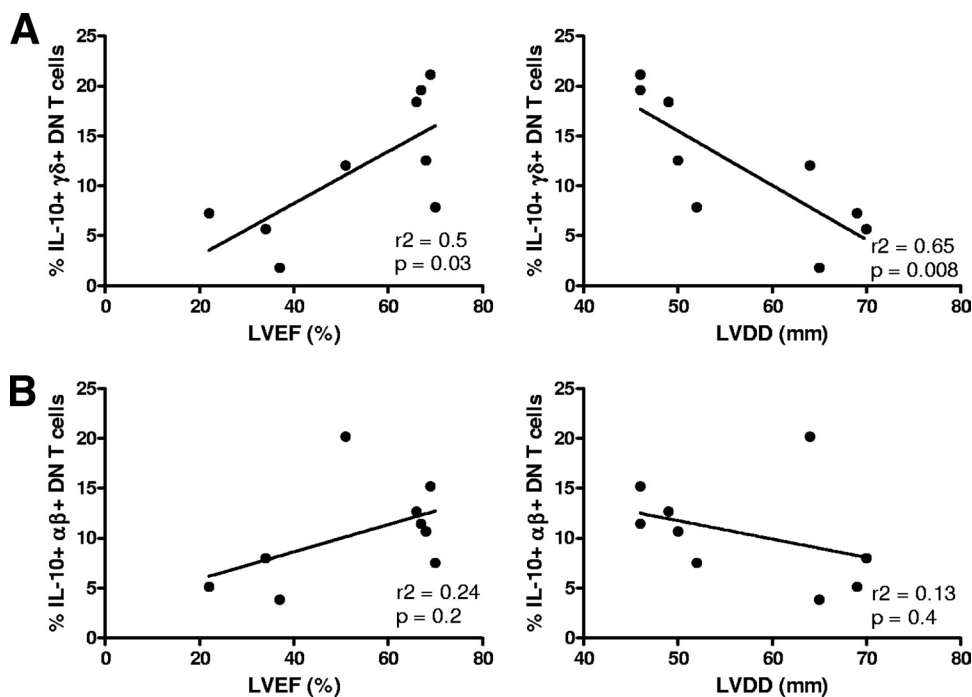 A
% IL-10+ γδ+ DN T cells
25
20
15
10
5
0
0 20 40 60 80
LVEF (%)
r2 = 0.5
p = 0.03
% IL-10+ γδ+ DN T cells
25
20
15
10
5
0
40 50 60 70 80
LVDD (mm)
r2 = 0.65
p = 0.008
B
% IL-10+ αβ+ DN T cells
25
20
15
10
5
0
0 20 40 60 80
LVEF (%)
r2 = 0.24
p = 0.2
% IL-10+ αβ+ DN T cells
25
20
15
10
5
0
40 50 60 70 80
LVDD (mm)
r2 = 0.13
p = 0.4